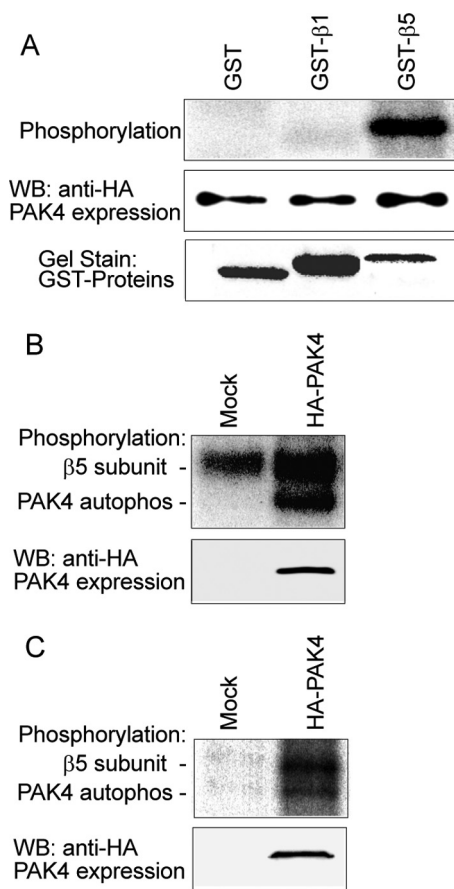 A
GST
GST-β1
GST-β5
Phosphorylation
WB: anti-HA
PAK4 expression
Gel Stain:
GST-Proteins
B
Mock
HA-PAK4
Phosphorylation:
β5 subunit -
PAK4 autophos -
WB: anti-HA
PAK4 expression
C
Mock
HA-PAK4
Phosphorylation:
β5 subunit -
PAK4 autophos -
WB: anti-HA
PAK4 expression